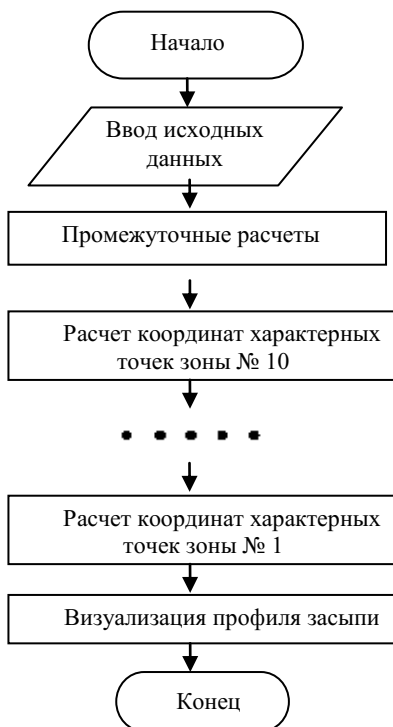 Начало
Ввод исходных
данных
Промежуточные расчеты
Расчет координат характерных
точек зоны № 10
Расчет координат характерных
точек зоны № 1
Визуализация профиля засыпи
Конец